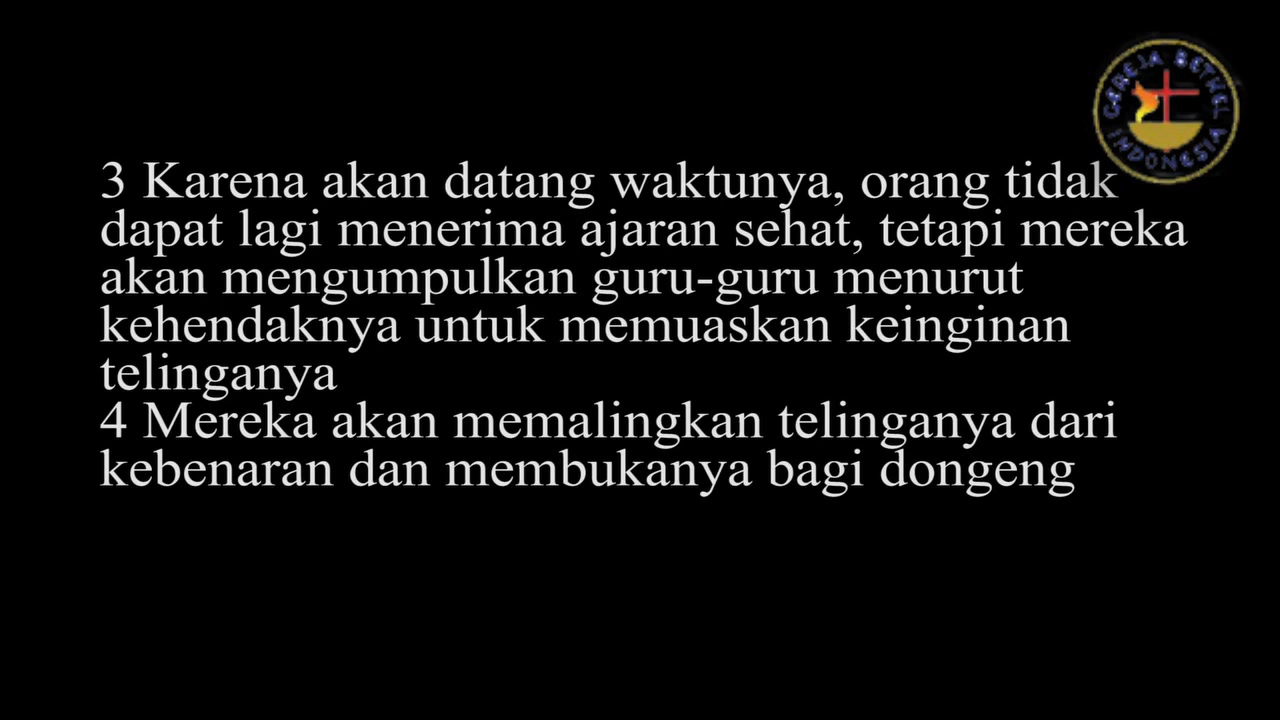 GEREJA BETHEL
INDONESIA
3 Karena akan datang waktunya, orang tidak
dapat lagi menerima ajaran sehat, tetapi mereka
akan mengumpulkan guru-guru menurut
kehendaknya untuk memuaskan keinginan
telinganya
4 Mereka akan memalingkan telinganya dari
kebenaran dan membukanya bagi dongeng